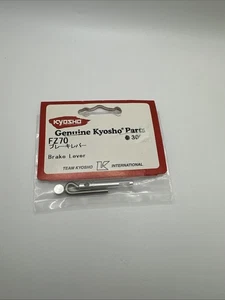 KYOSHO
Genuine Kyosho Parts
FZ70
ブレーキレバー
Brake Lever
TEAM KYOSHO
INTERNATIONAL